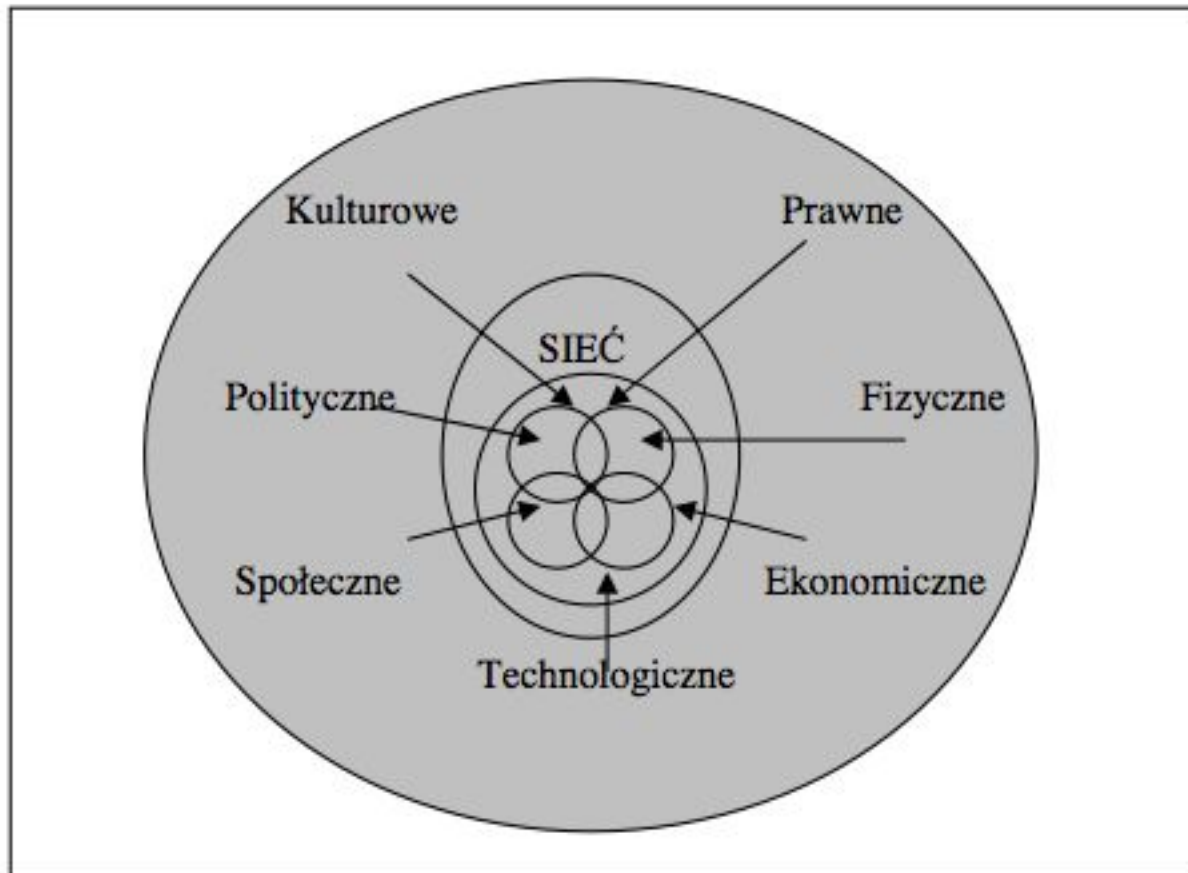 Kulturowe
Prawne
SIEĆ
Polityczne
Fizyczne
Społeczne
Ekonomiczne
Technologiczne